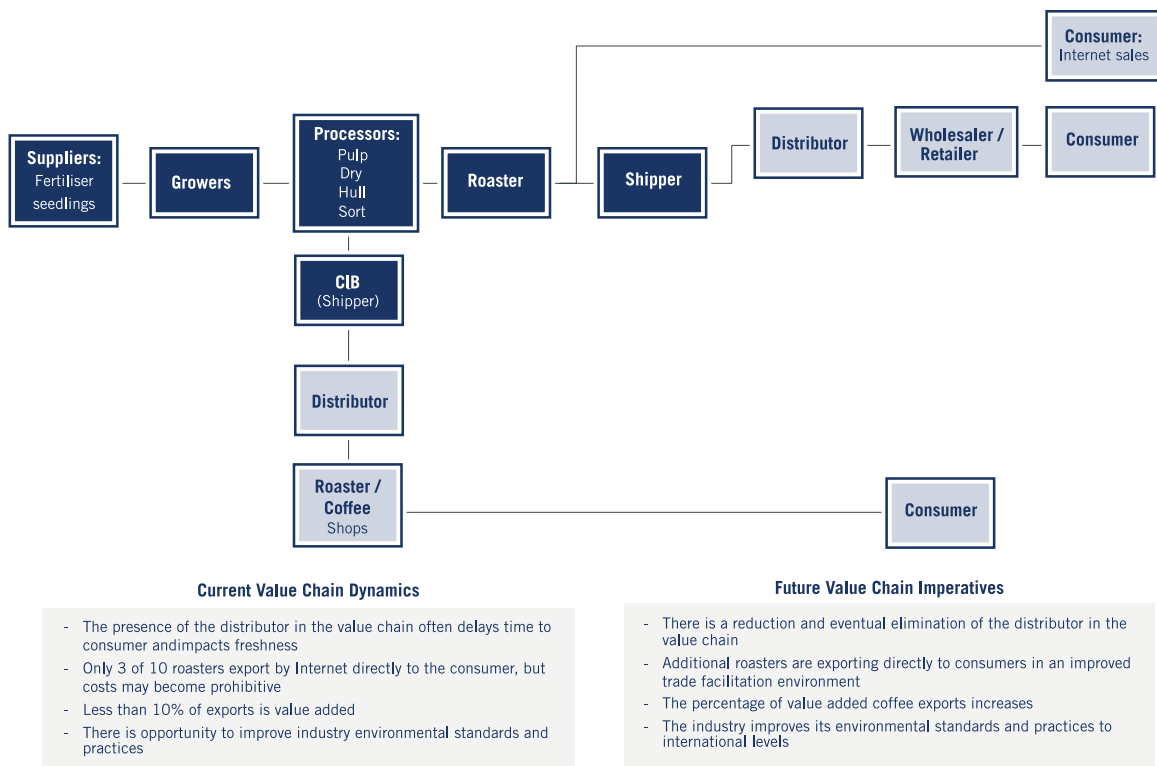 Consumer:
Internet sales
Suppliers:
Fertiliser
seedlings
Growers
Processors:
Pulp
Dry
Hull
Sort
Roaster
Shipper
Distributor
Wholesaler /
Retailer
Consumer
CIB
(Shipper)
Distributor
Roaster /
Coffee
Shops
Consumer
Current Value Chain Dynamics
- The presence of the distributor in the value chain often delays time to
consumer andimpacts freshness
- Only 3 of 10 roasters export by Internet directly to the consumer, but
costs may become prohibitive
- Less than 10% of exports is value added
- There is opportunity to improve industry environmental standards and
practices
Future Value Chain Imperatives
- There is a reduction and eventual elimination of the distributor in the
value chain
- Additional roasters are exporting directly to consumers in an improved
trade facilitation environment
- The percentage of value added coffee exports increases
- The industry improves its environmental standards and practices to
international levels